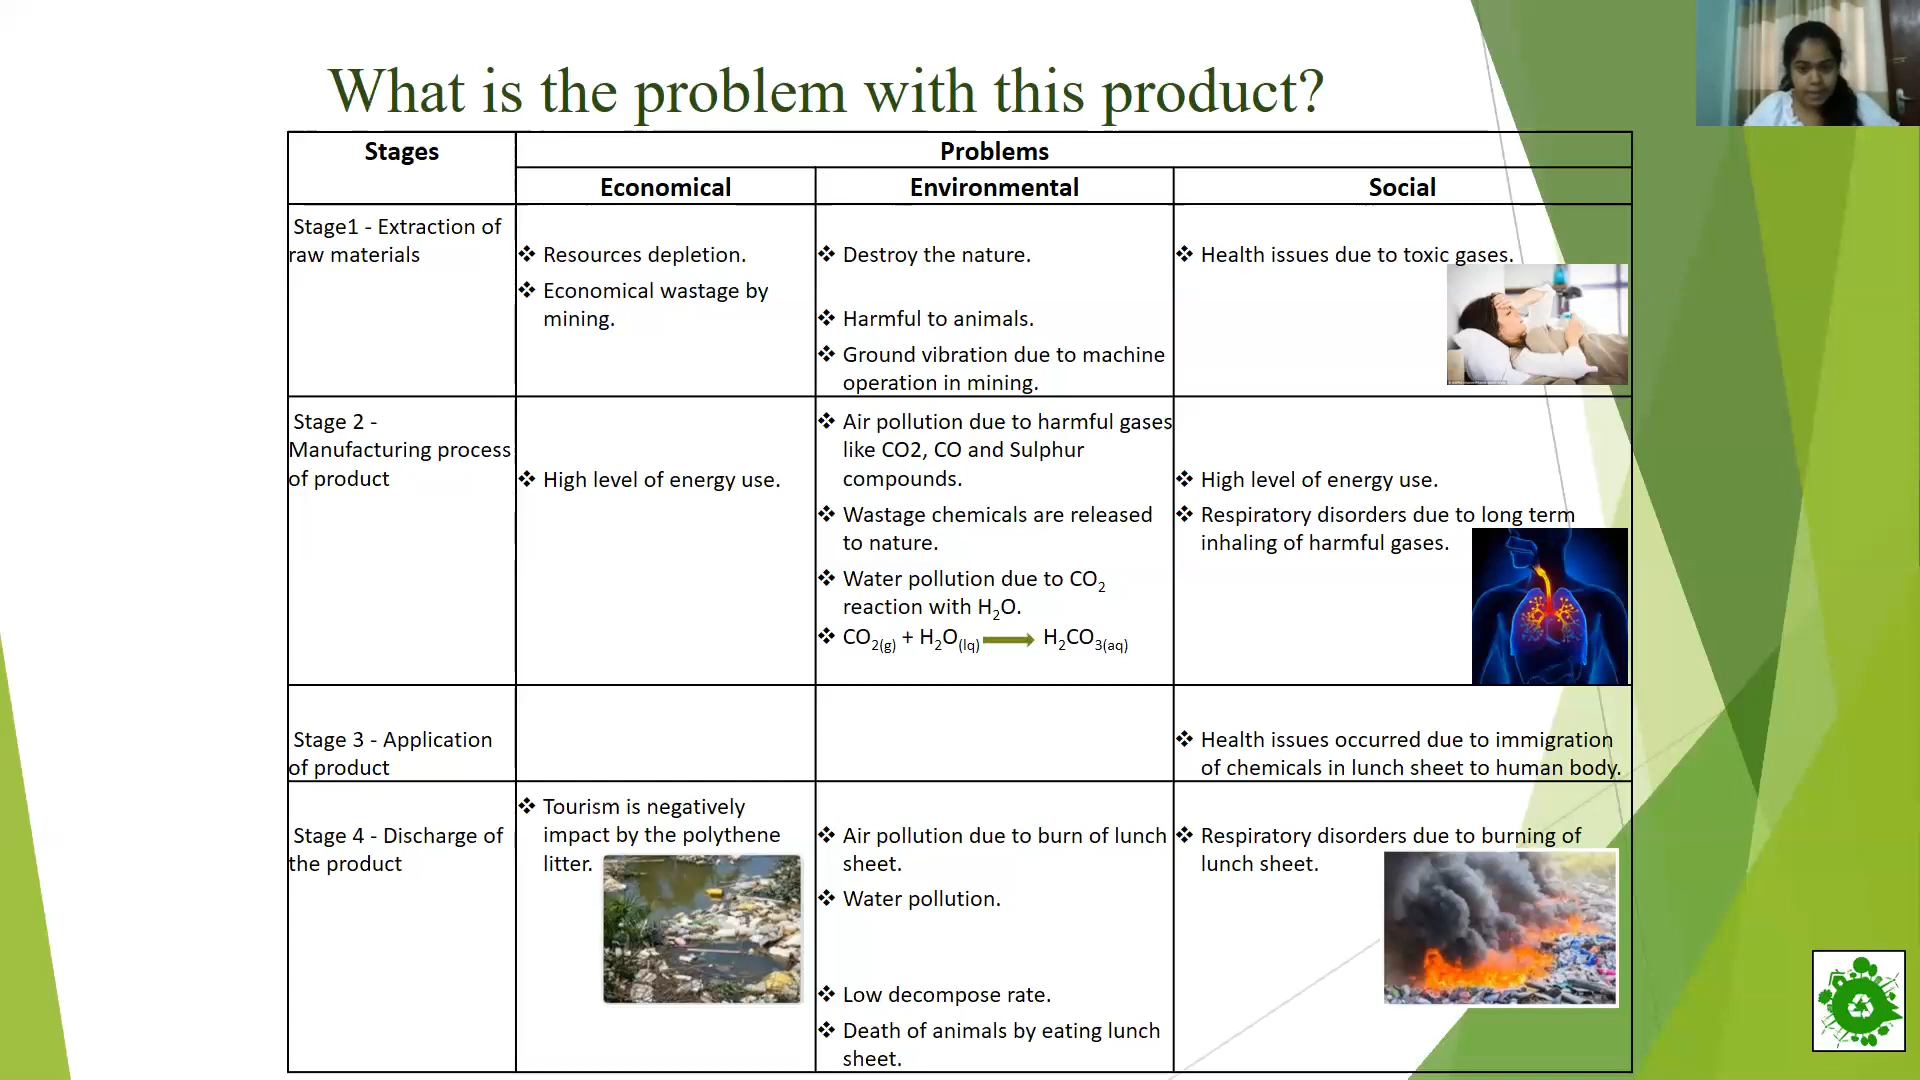 What is the problem with this product?
Stages
Problems
Economical
Environmental
Social
Stage1 - Extraction of
raw materials
❖ Resources depletion.
❖ Economical wastage by
mining.
❖ Destroy the nature.
❖ Harmful to animals.
❖ Ground vibration due to machine
operation in mining.
❖ Health issues due to toxic gases.
Stage 2 -
Manufacturing process
of product
❖ High level of energy use.
❖ Air pollution due to harmful gases
like CO2, CO and Sulphur
compounds.
❖ Wastage chemicals are released
to nature.
❖ Water pollution due to CO₂
reaction with H₂O.
❖ CO₂(g) + H₂O(lq) → H₂CO₃(aq)
❖ High level of energy use.
❖ Respiratory disorders due to long term
inhaling of harmful gases.
Stage 3 - Application
of product
❖ Health issues occurred due to immigration
of chemicals in lunch sheet to human body.
Stage 4 - Discharge of
the product
❖ Tourism is negatively
impact by the polythene
litter.
❖ Air pollution due to burn of lunch
sheet.
❖ Water pollution.
❖ Low decompose rate.
❖ Death of animals by eating lunch
sheet.
❖ Respiratory disorders due to burning of
lunch sheet.